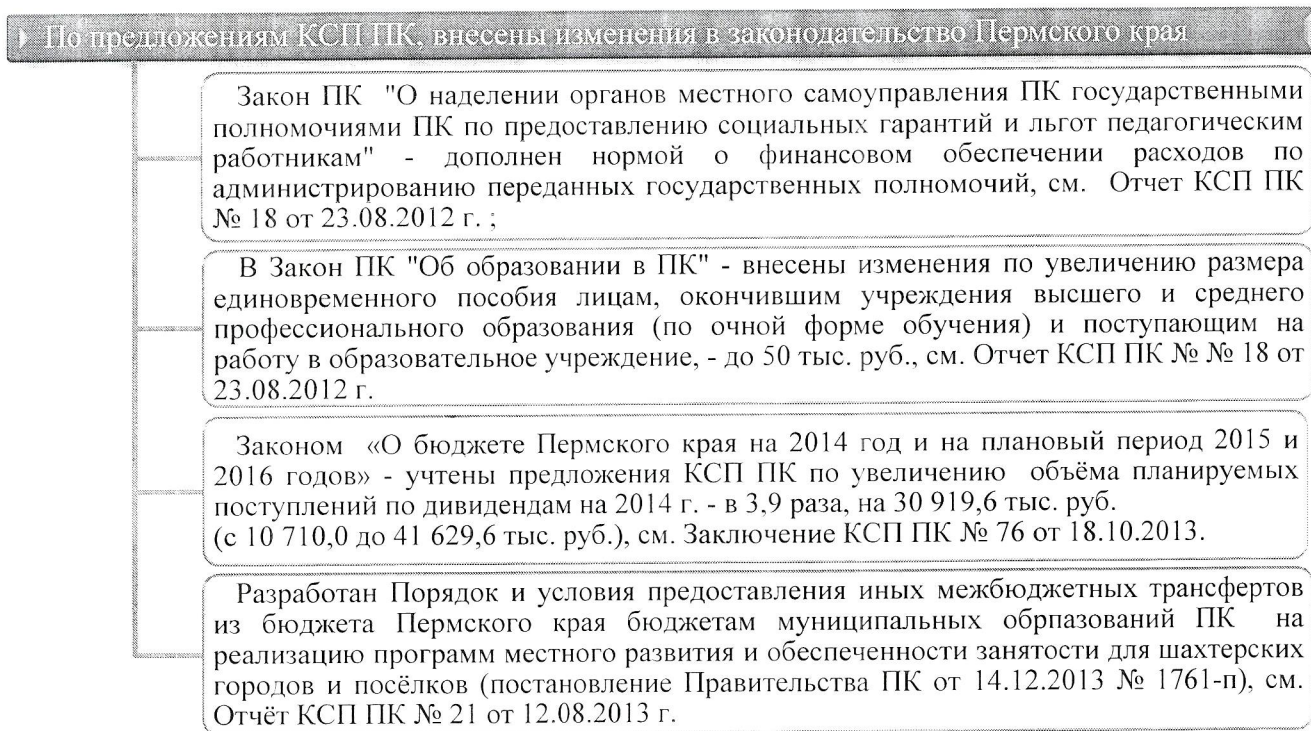 По предложениям КСП ПК, внесены изменения в законодательство Пермского края
Закон ПК "О наделении органов местного самоуправления ПК государственными
полномочиями ПК по предоставлению социальных гарантий и льгот педагогическим
работникам" - дополнен нормой о финансовом обеспечении расходов по
администрированию переданных государственных полномочий, см. Отчет КСП ПК
№ 18 от 23.08.2012 г. ;
В Закон ПК "Об образовании в ПК" - внесены изменения по увеличению размера
единовременного пособия лицам, окончившим учреждения высшего и среднего
профессионального образования (по очной форме обучения) и поступающим на
работу в образовательное учреждение, - до 50 тыс. руб., см. Отчет КСП ПК № № 18 от
23.08.2012 г.
Законом «О бюджете Пермского края на 2014 год и на плановый период 2015 и
2016 годов» - учтены предложения КСП ПК по увеличению объёма планируемых
поступлений по дивидендам на 2014 г. - в 3,9 раза, на 30 919,6 тыс. руб.
(с 10 710,0 до 41 629,6 тыс. руб.), см. Заключение КСП ПК № 76 от 18.10.2013.
Разработан Порядок и условия предоставления иных межбюджетных трансфертов
из бюджета Пермского края бюджетам муниципальных обрпазований ПК на
реализацию программ местного развития и обеспеченности занятости для шахтерских
городов и посёлков (постановление Правительства ПК от 14.12.2013 № 1761-п), см.
Отчёт КСП ПК № 21 от 12.08.2013 г.